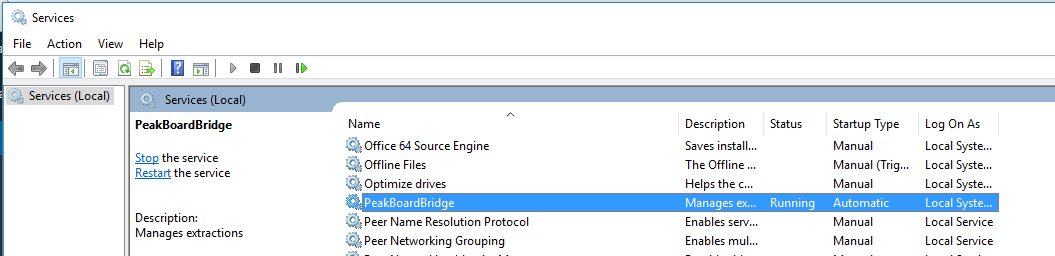 Services
File Action View Help
Services (Local)
Services (Local)
PeakBoardBridge
Stop the service
Restart the service
Description:
Manages extractions
Name Description Status Startup Type Log On As
Office 64 Source Engine Saves install... Manual Local Syste...
Offline Files The Offline ... Manual (Trig... Local Syste...
Optimize drives Helps the c... Manual Local Syste...
PeakBoardBridge Manages ex... Running Automatic Local Syste...
Peer Name Resolution Protocol Enables serv... Manual Local Service
Peer Networking Grouping Enables mul... Manual Local Service